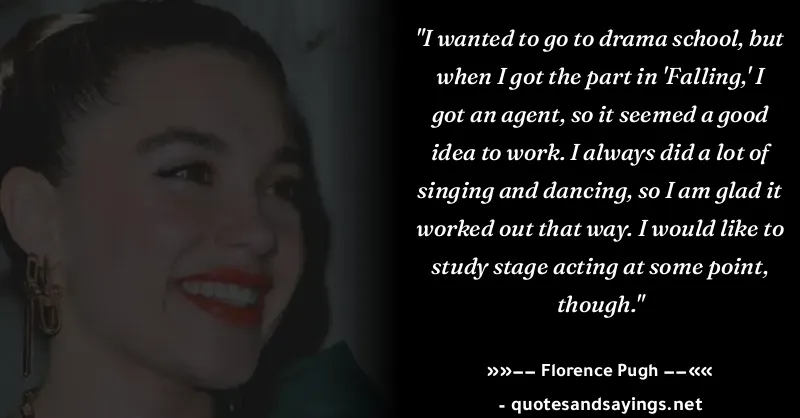 "I wanted to go to drama school, but
when I got the part in 'Falling,' I
got an agent, so it seemed a good
idea to work. I always did a lot of
singing and dancing, so I am glad it
worked out that way. I would like to
study stage acting at some point,
though."
»»−− Florence Pugh −−««
- quotesandsayings.net